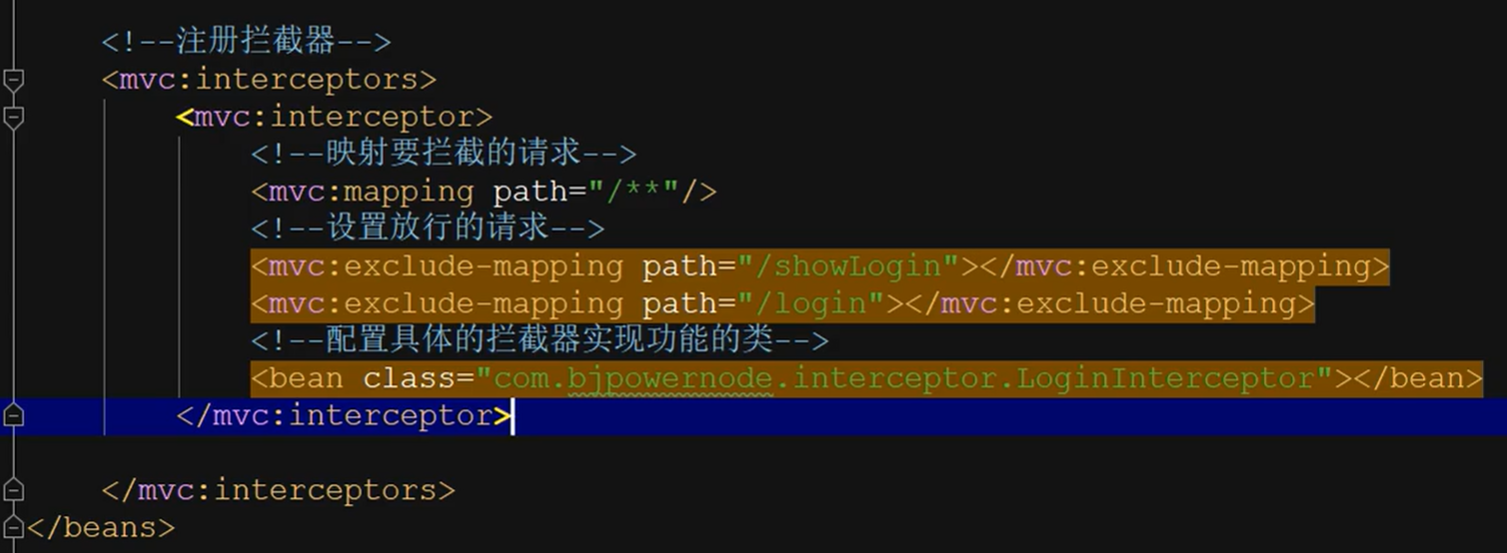 <!--注册拦截器-->
<mvc:interceptors>
<mvc:interceptor>
<!--映射要拦截的请求-->
<mvc:mapping path="/**"/>
<!--设置放行的请求-->
<mvc:exclude-mapping path="/showLogin"></mvc:exclude-mapping>
<mvc:exclude-mapping path="/login"></mvc:exclude-mapping>
<!--配置具体的拦截器实现功能的类-->
<bean class="com.bjpowernode.interceptor.LoginInterceptor"></bean>
</mvc:interceptor>
</mvc:interceptors>
</beans>